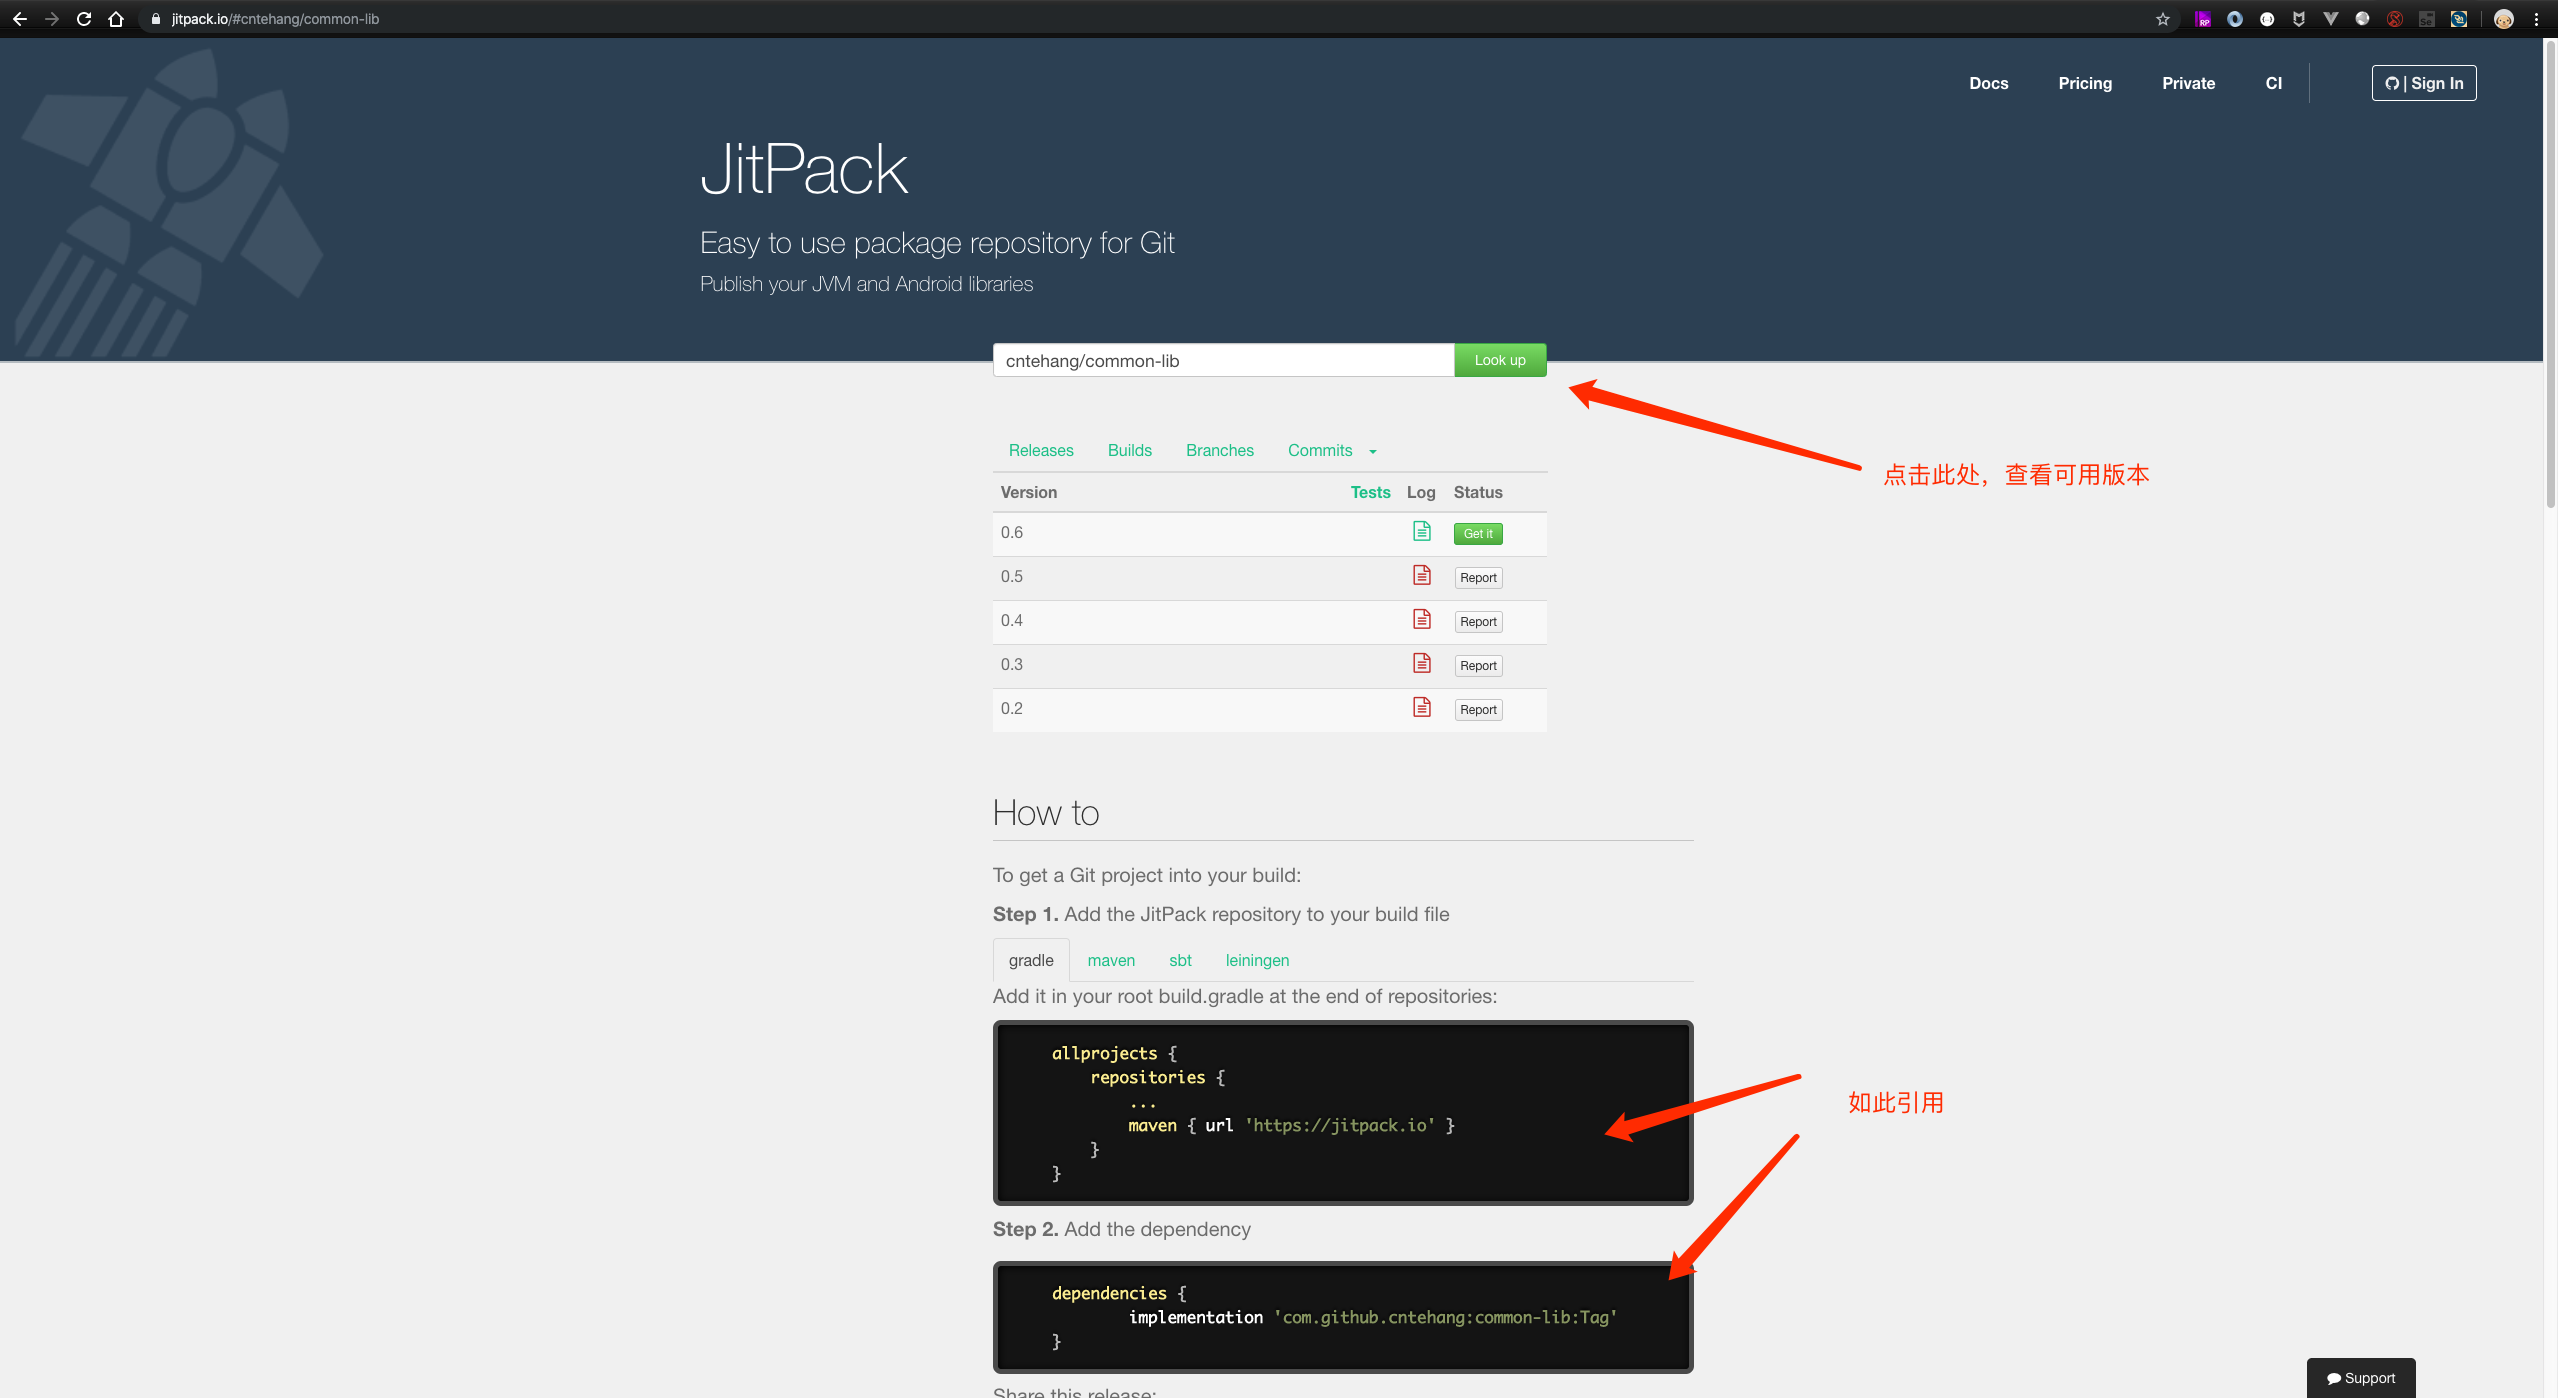 jitpack.io/#cntehang/common-lib
Docs Pricing Private CI | Sign In
JitPack
Easy to use package repository for Git
Publish your JVM and Android libraries
cntehang/common-lib Look up
点击此处，查看可用版本
Releases Builds Branches Commits
Version Tests Log Status
0.6 Get it
0.5 Report
0.4 Report
0.3 Report
0.2 Report
How to
To get a Git project into your build:
Step 1. Add the JitPack repository to your build file
gradle maven sbt leiningen
Add it in your root build.gradle at the end of repositories:
allprojects {
repositories {
...
maven { url 'https://jitpack.io' }
}
}
如此引用
Step 2. Add the dependency
dependencies {
implementation 'com.github.cntehang:common-lib:Tag'
}
Support
Share this release: